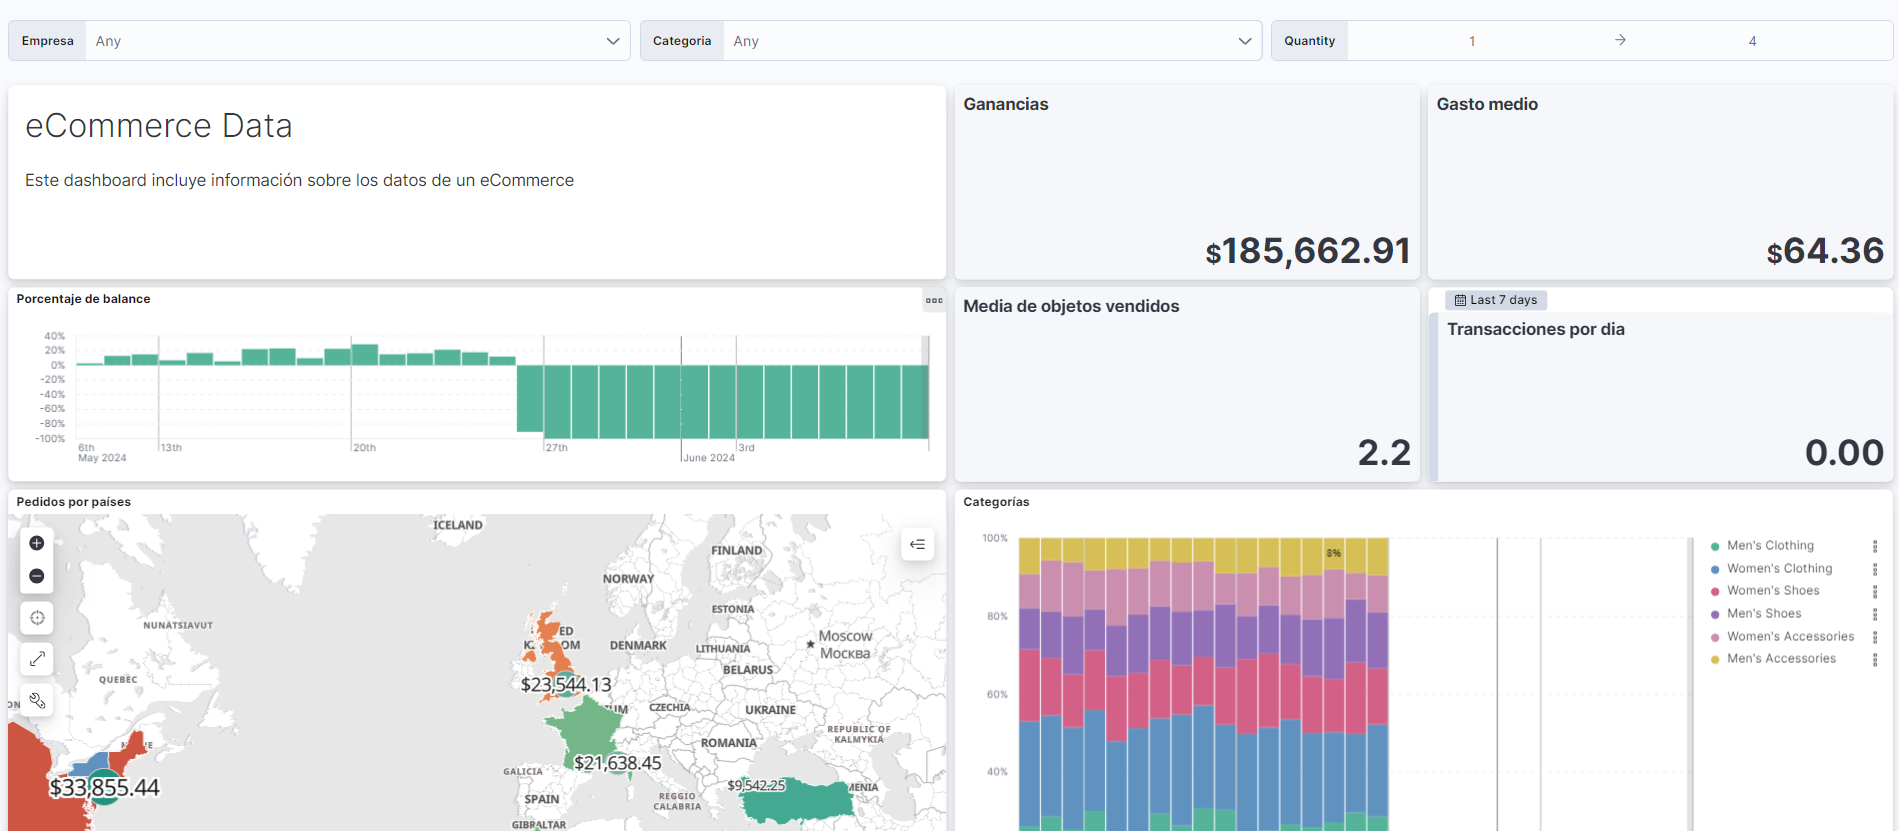 Empresa Any
Categoria Any
Quantity 1 → 4
eCommerce Data
Este dashboard incluye información sobre los datos de un eCommerce
Ganancias
$185,662.91
Gasto medio
$64.36
Porcentaje de balance
40%
20%
0%
-20%
-40%
-60%
-80%
-100%
6th 13th 20th 27th 3rd
May 2024 June 2024
Media de objetos vendidos
2.2
Last 7 days
Transacciones por dia
0.00
Pedidos por países
ICELAND
FINLAND
NORWAY
ESTONIA
NUNATSIAVUT
ED
K OM
DENMARK
LITHUANIA
Moscow
Москва
BELARUS
QUEBEC
$23,544.13
UM
CZECHIA
UKRAINE
REPUBLIC OF
KALMYKIA
ROMANIA
$21,638.45
GALICIA
$33,855.44
$9,542.25
MENIA
SPAIN
REGGIO
CALABRIA
GIBRALTAR
Categorías
100%
80%
60%
40%
8%
Men's Clothing
Women's Clothing
Women's Shoes
Men's Shoes
Women's Accessories
Men's Accessories